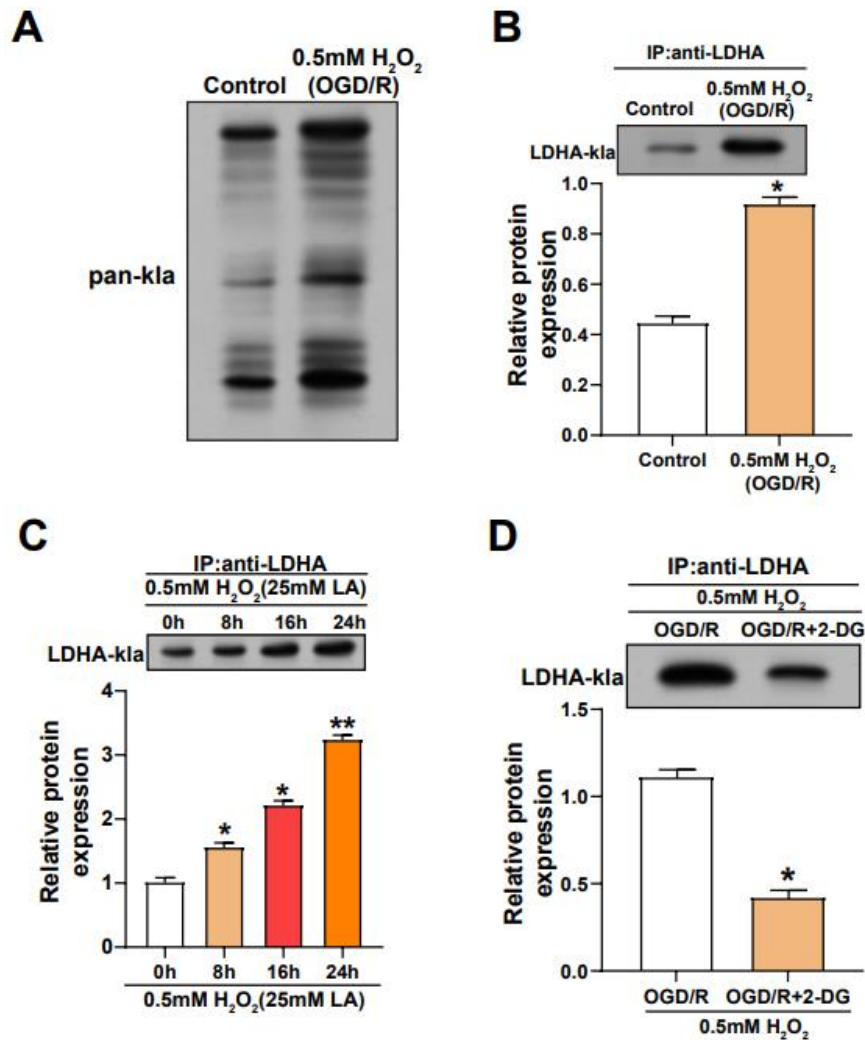 A
Control
0.5mM H₂O₂
(OGD/R)
pan-kla
B
IP:anti-LDHA
Control
0.5mM H₂O₂
(OGD/R)
LDHA-kla
Relative protein
expression
1.0
0.8
0.6
0.4
0.2
0.0
*
Control
0.5mM H₂O₂
(OGD/R)
C
IP:anti-LDHA
0.5mM H₂O₂(25mM LA)
0h 8h 16h 24h
LDHA-kla
Relative protein
expression
4
3
2
1
0
* * **
0h 8h 16h 24h
0.5mM H₂O₂(25mM LA)
D
IP:anti-LDHA
0.5mM H₂O₂
OGD/R OGD/R+2-DG
LDHA-kla
Relative protein
expression
1.5
1.0
0.5
0.0
*
OGD/R OGD/R+2-DG
0.5mM H₂O₂